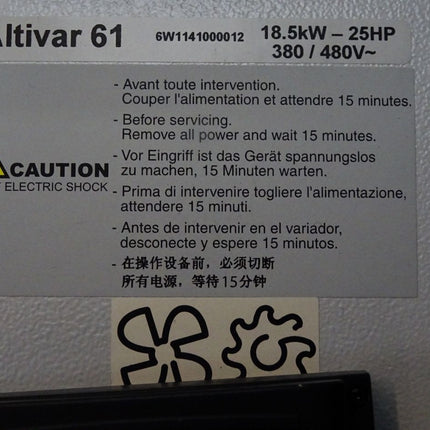 Altivar 61 6W1141000012 18.5kW – 25HP
380 / 480V~
- Avant toute intervention.
Couper l'alimentation et attendre 15 minutes.
- Before servicing.
Remove all power and wait 15 minutes.
- Vor Eingriff ist das Gerät spannungslos
zu machen, 15 Minuten warten.
CAUTION
ELECTRIC SHOCK
- Prima di intervenire togliere l'alimentazione,
attendere 15 minuti.
- Antes de intervenir en el variador,
desconecte y espere 15 minutos.
- 在操作设备前，必须切断
所有电源，等待15分钟